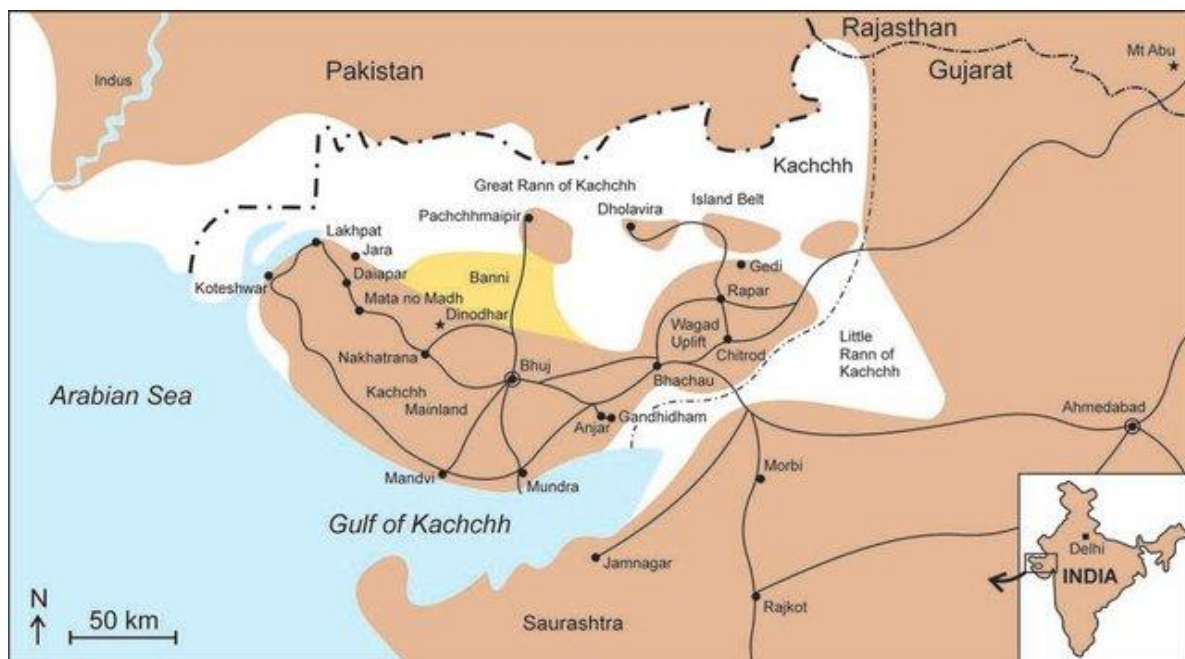 Rajasthan
Mt Abu
Pakistan
Gujarat
Indus
Kachchh
Great Rann of Kachchh
Island Belt
Pachchhmaipir
Dholavira
Lakhpat
Jara
Gedi
Koteshwar
Daiapar
Banni
Rapar
Mata no Madh
Dinodhar
Wagad
Uplift
Chitrod
Little
Rann of
Kachchh
Nakhatrana
Bhuj
Bhachau
Arabian Sea
Kachchh
Mainland
Ahmedabad
Anjar
Gandhidham
Mandvi
Mundra
Morbi
Gulf of Kachchh
Jamnagar
Delhi
INDIA
Rajkot
N
50 km
Saurashtra